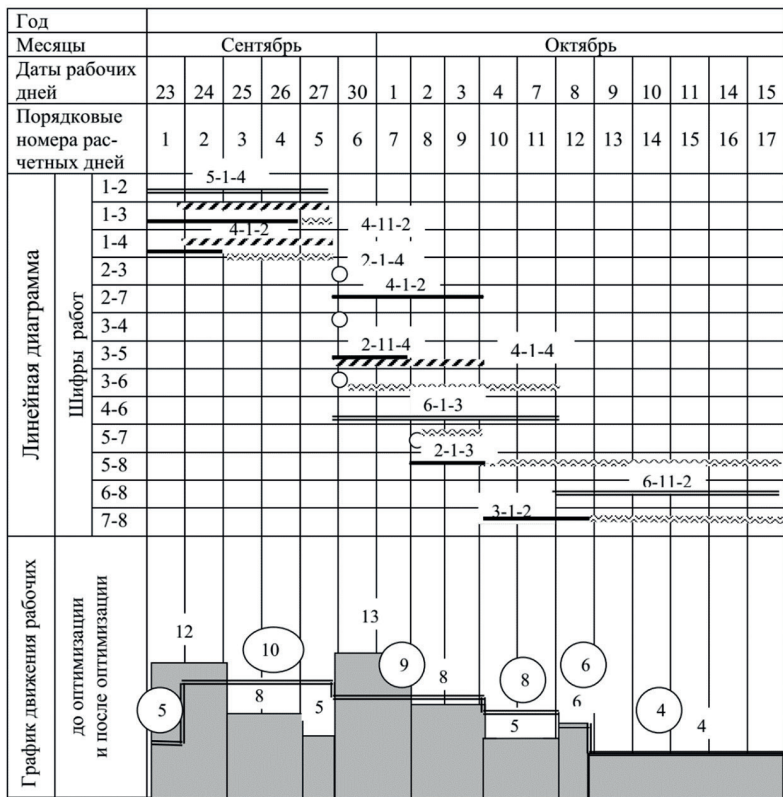 Год
Месяцы Сентябрь Октябрь
Даты рабочих
дней 23 24 25 26 27 30 1 2 3 4 7 8 9 10 11 14 15
Порядковые
номера рас-
четных дней 1 2 3 4 5 6 7 8 9 10 11 12 13 14 15 16 17
Линейная диаграмма
Шифры работ
1-2 5-1-4
1-3
4-1-2 4-11-2
1-4
2-3 2-1-4
2-7 4-1-2
3-4
3-5 2-11-4 4-1-4
3-6
4-6 6-1-3
5-7
5-8 2-1-3
6-8 6-11-2
7-8 3-1-2
График движения рабочих
до оптимизации
и после оптимизации
12 10 13 9 8 8 6
5 8 5 5 6 4 4